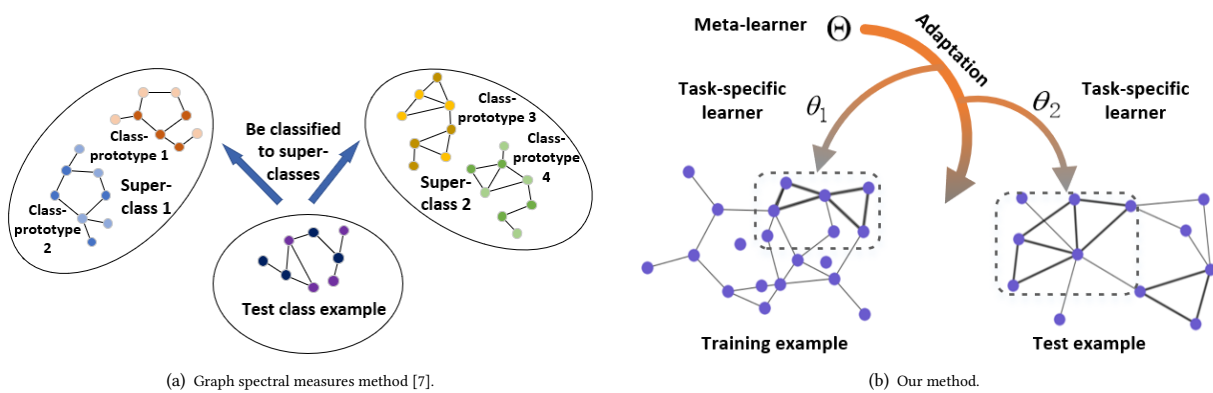 Class-
prototype 1
Super-
class 1
Class-
prototype
2
Be classified
to super-
classes
Class-
prototype 3
Class-
prototype
4
Super-
class 2
Test class example
(a) Graph spectral measures method [7].
Meta-learner Θ
Adaptation
Task-specific
learner
θ1
θ2
Task-specific
learner
Training example
Test example
(b) Our method.